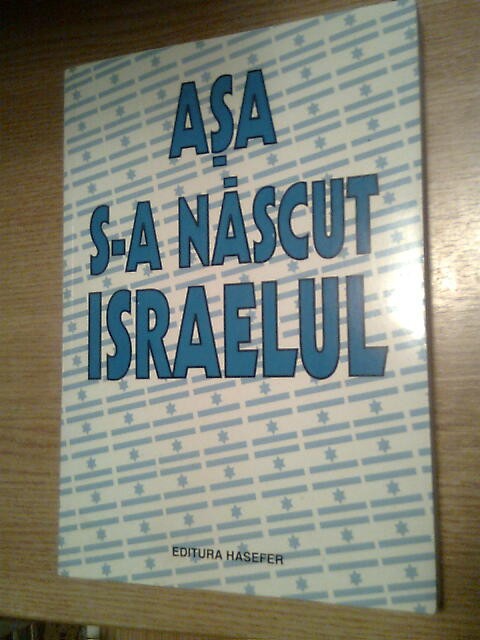 AȘA
S-A NĂSCUT
ISRAELUL
EDITURA HASEFER